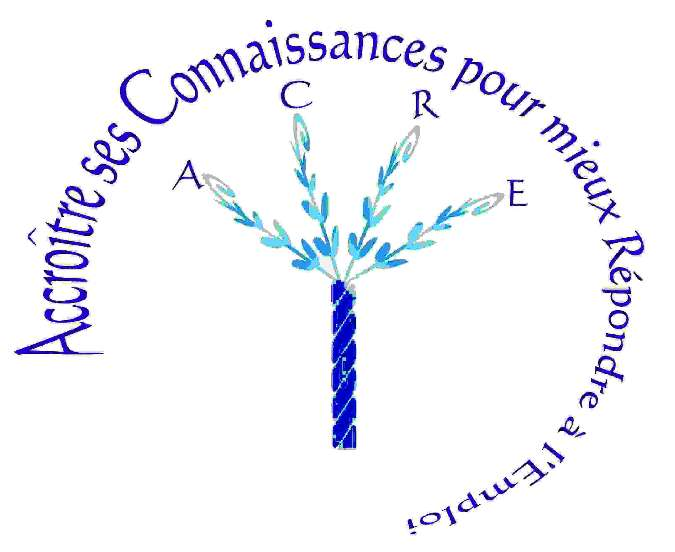 Accroître ses Connaissances pour mieux Répondre à l'Emploi
A C R E